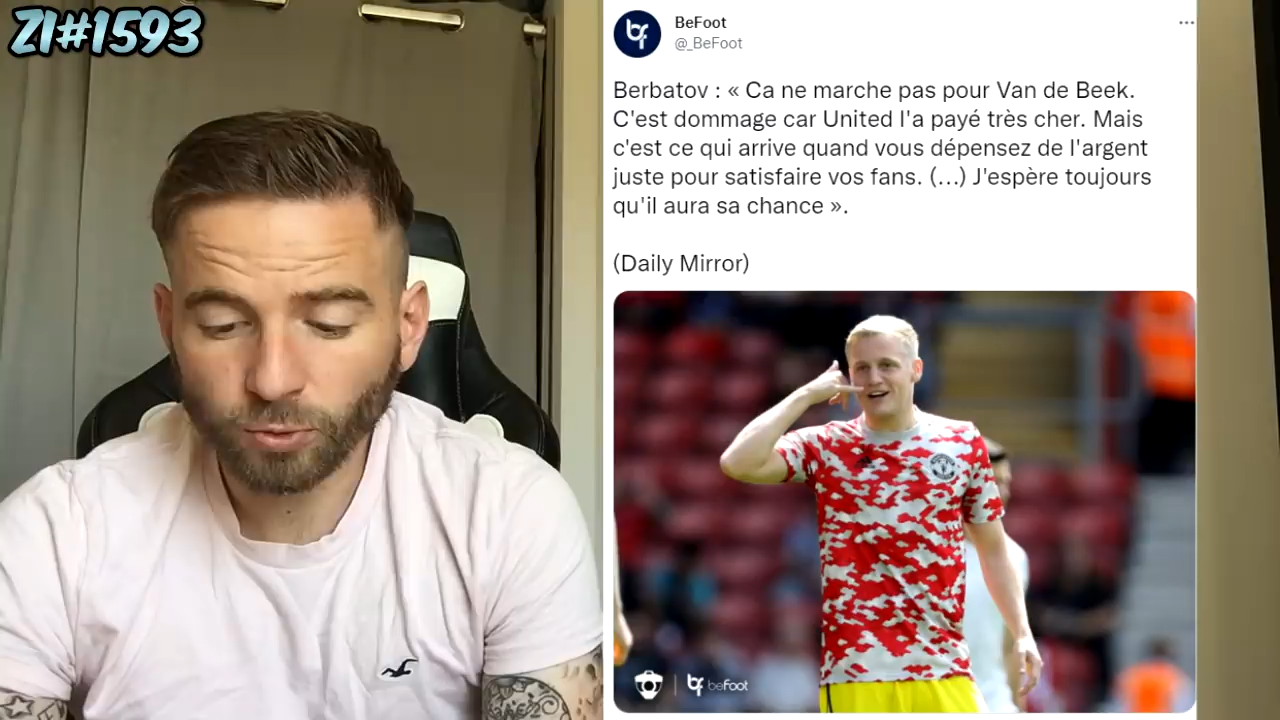 ZI#1593
BeFoot
@_BeFoot
Berbatov : « Ca ne marche pas pour Van de Beek.
C'est dommage car United l'a payé très cher. Mais
c'est ce qui arrive quand vous dépensez de l'argent
juste pour satisfaire vos fans. (...) J'espère toujours
qu'il aura sa chance ».
(Daily Mirror)
befoot